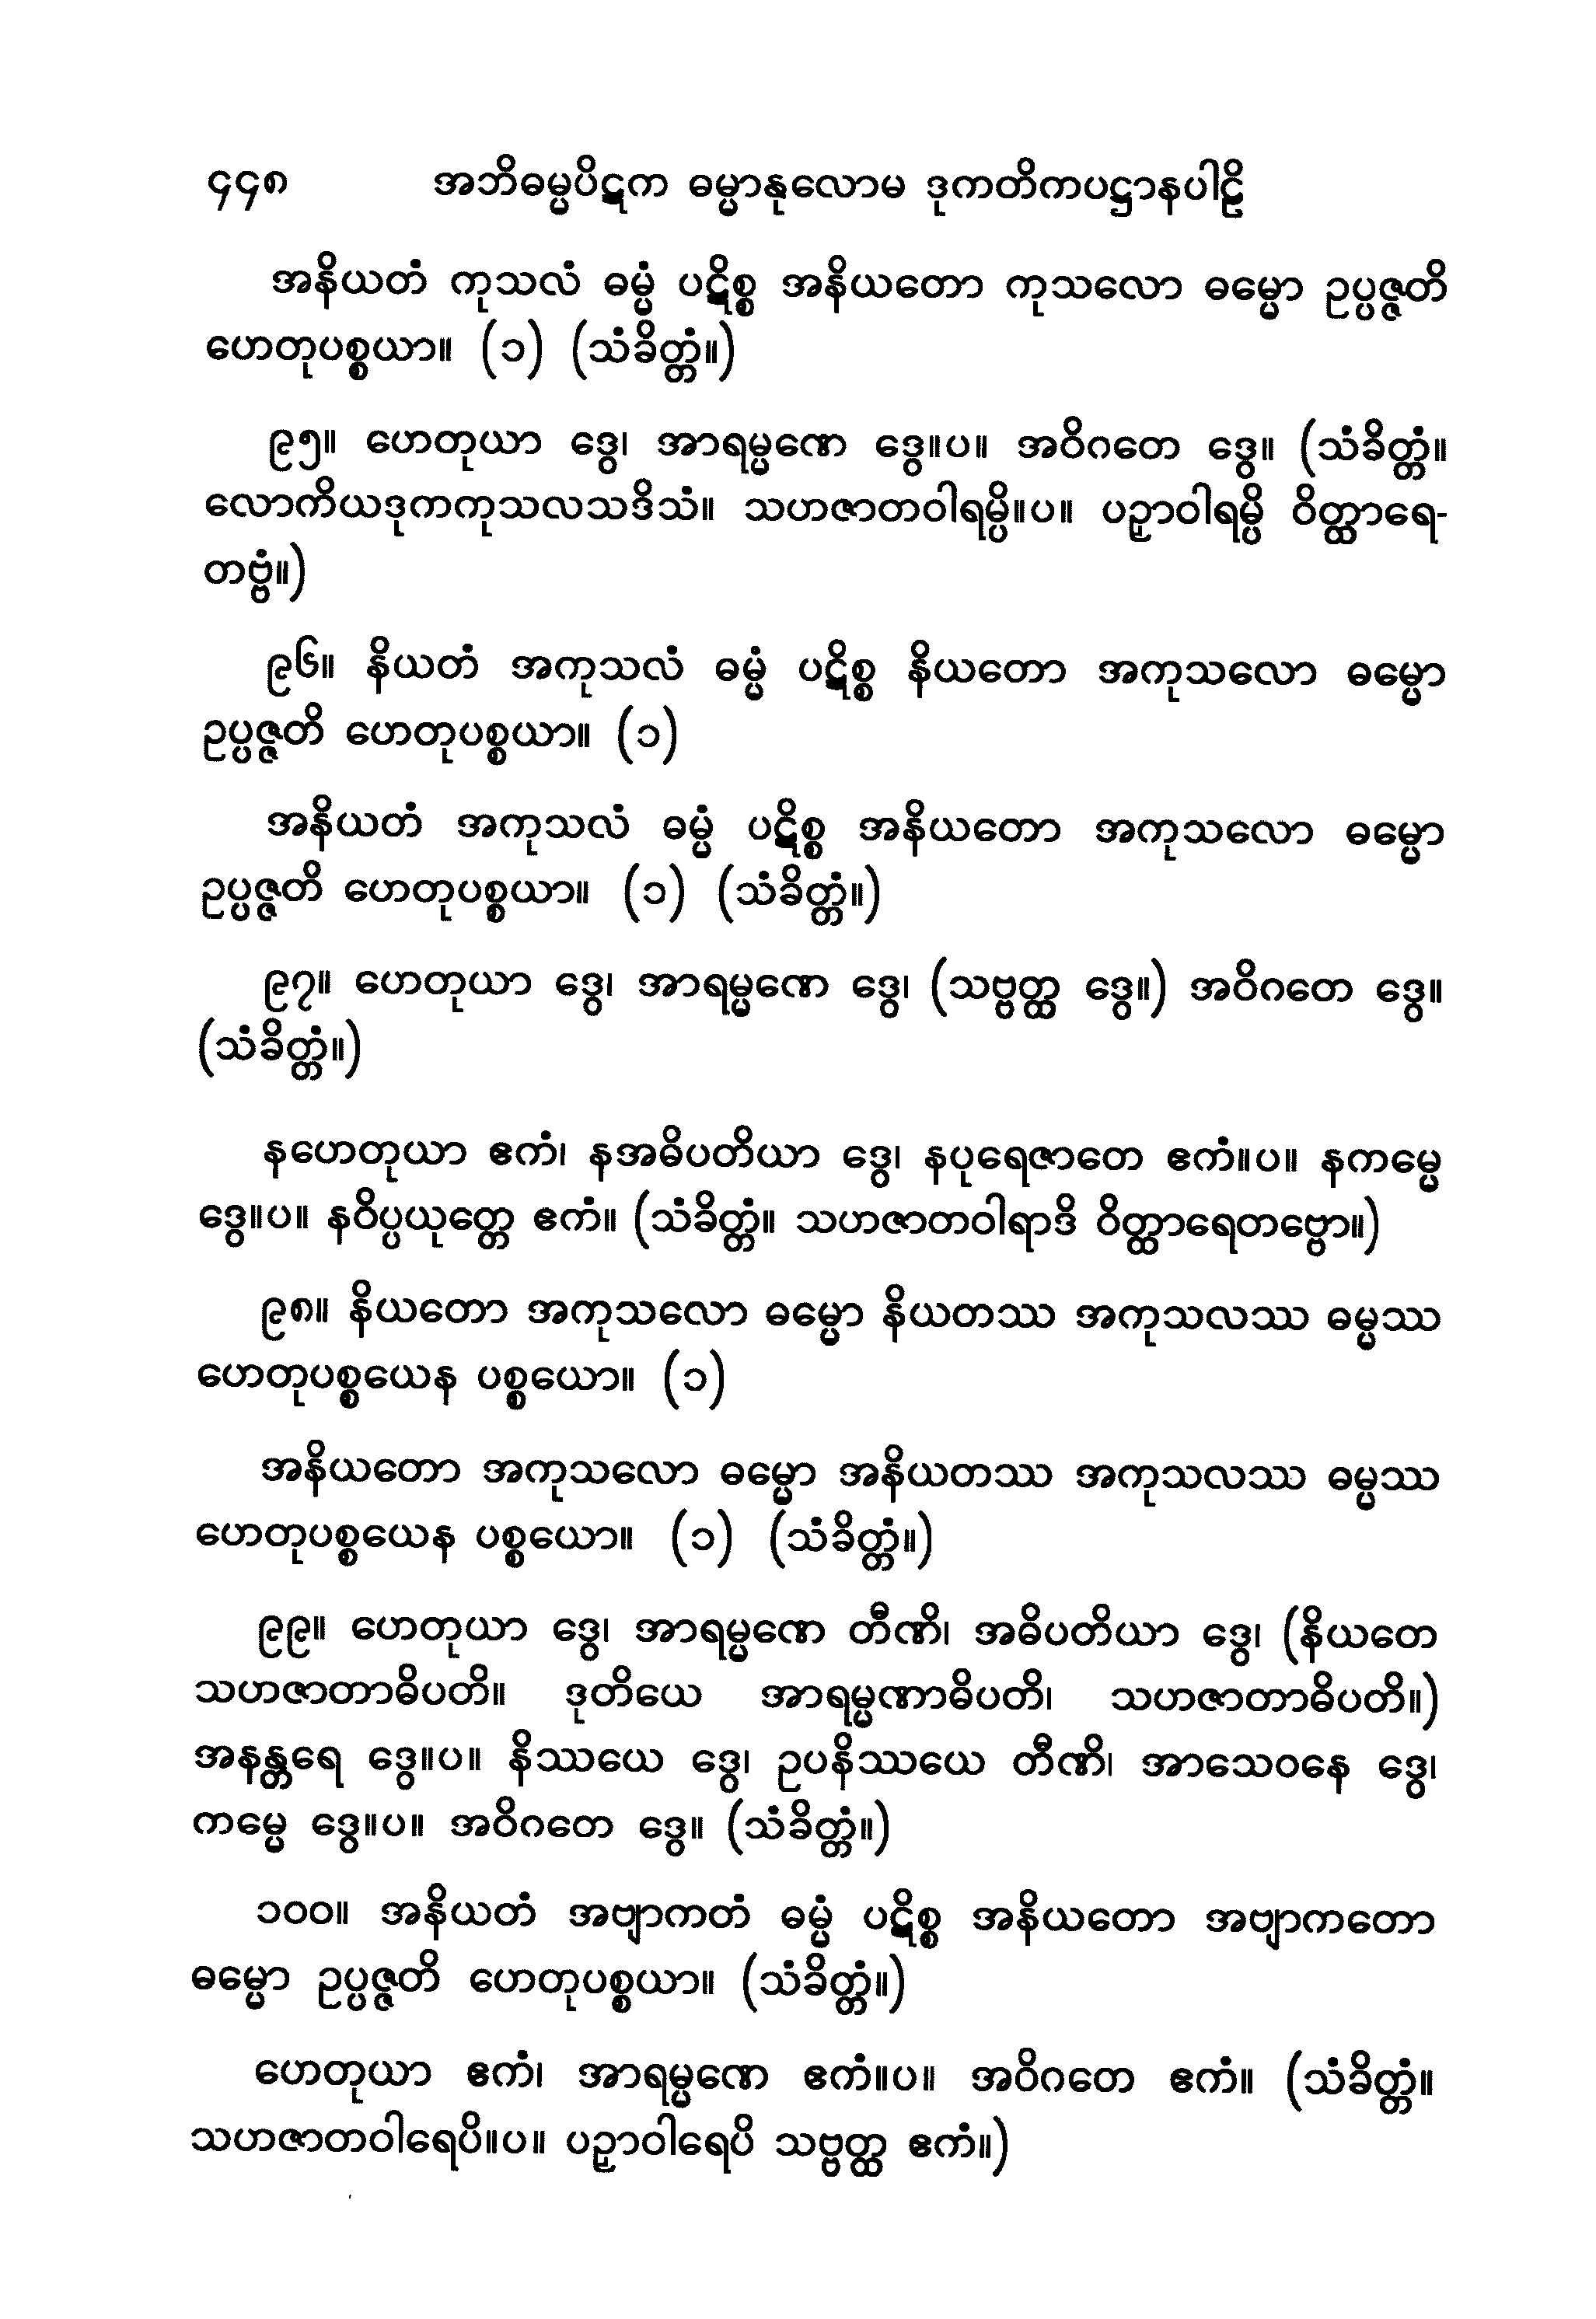 ၄၄၈ အဘိဓမ္မပိဋက ဓမ္မာနုလောမ ဒုကတိကပဋ္ဌာနပါဠိ
အနိယတံ ကုသလံ ဓမ္မံ ပဋိစ္စ အနိယတော ကုသလော ဓမ္မော ဥပ္ပဇ္ဇတိ
ဟေတုပစ္စယာ။ (၁) (သံခိတ္တံ။)
၉၅။ ဟေတုယာ ဒွေ၊ အာရမ္မဏေ ဒွေ။ပ။ အဝိဂတေ ဒွေ။ (သံခိတ္တံ။
လောကိယဒုကကုသလသဒိသံ။ သဟဇာတဝါရမ္ပိ။ပ။ ပဉှာဝါရမ္ပိ ဝိတ္ထာရေ-
တဗ္ဗံ။)
၉၆။ နိယတံ အကုသလံ ဓမ္မံ ပဋိစ္စ နိယတော အကုသလော ဓမ္မော
ဥပ္ပဇ္ဇတိ ဟေတုပစ္စယာ။ (၁)
အနိယတံ အကုသလံ ဓမ္မံ ပဋိစ္စ အနိယတော အကုသလော ဓမ္မော
ဥပ္ပဇ္ဇတိ ဟေတုပစ္စယာ။ (၁) (သံခိတ္တံ။)
၉၇။ ဟေတုယာ ဒွေ၊ အာရမ္မဏေ ဒွေ၊ (သဗ္ဗတ္ထ ဒွေ။) အဝိဂတေ ဒွေ။
(သံခိတ္တံ။)
နဟေတုယာ ဧကံ၊ နအဓိပတိယာ ဒွေ၊ နပုရေဇာတေ ဧကံ။ပ။ နကမ္မေ
ဒွေ။ပ။ နဝိပ္ပယုတ္တေ ဧကံ။ (သံခိတ္တံ။ သဟဇာတဝါရာဒိ ဝိတ္ထာရေတဗ္ဗော။)
၉၈။ နိယတော အကုသလော ဓမ္မော နိယတဿ အကုသလဿ ဓမ္မဿ
ဟေတုပစ္စယေန ပစ္စယော။ (၁)
အနိယတော အကုသလော ဓမ္မော အနိယတဿ အကုသလဿ ဓမ္မဿ
ဟေတုပစ္စယေန ပစ္စယော။ (၁) (သံခိတ္တံ။)
၉၉။ ဟေတုယာ ဒွေ၊ အာရမ္မဏေ တီဏိ၊ အဓိပတိယာ ဒွေ၊ (နိယတေ
သဟဇာတာဓိပတိ။ ဒုတိယေ အာရမ္မဏာဓိပတိ၊ သဟဇာတာဓိပတိ။)
အနန္တရေ ဒွေ။ပ။ နိဿယေ ဒွေ၊ ဥပနိဿယေ တီဏိ၊ အာသေဝနေ ဒွေ၊
ကမ္မေ ဒွေ။ပ။ အဝိဂတေ ဒွေ။ (သံခိတ္တံ။)
၁၀၀။ အနိယတံ အဗျာကတံ ဓမ္မံ ပဋိစ္စ အနိယတော အဗျာကတော
ဓမ္မော ဥပ္ပဇ္ဇတိ ဟေတုပစ္စယာ။ (သံခိတ္တံ။)
ဟေတုယာ ဧကံ၊ အာရမ္မဏေ ဧကံ။ပ။ အဝိဂတေ ဧကံ။ (သံခိတ္တံ။
သဟဇာတဝါရေပိ။ပ။ ပဉှာဝါရေပိ သဗ္ဗတ္ထ ဧကံ။)